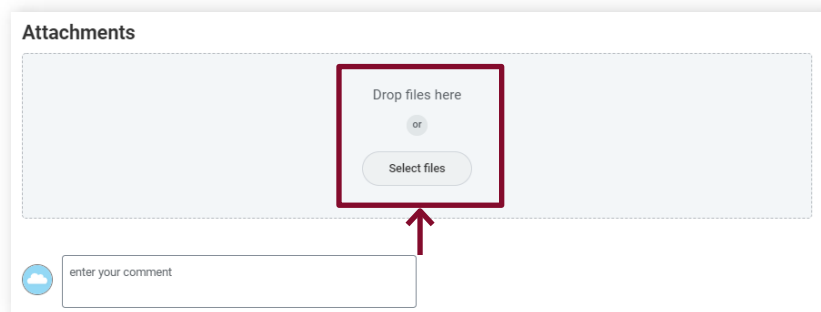 Attachments
Drop files here
or
Select files
enter your comment